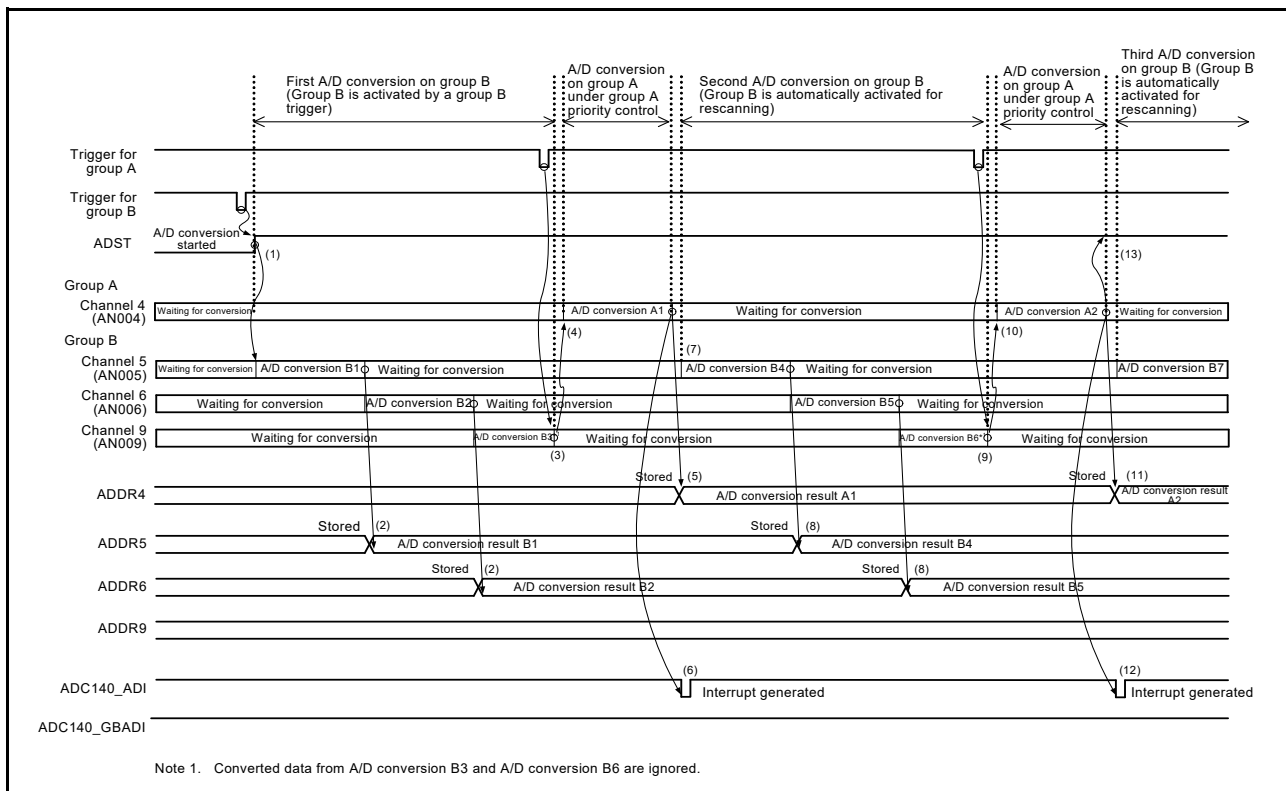 First A/D conversion on group B
(Group B is activated by a group B
trigger)
A/D conversion
on group A
under group A
priority control
Second A/D conversion on group B
(Group B is automatically activated for
rescanning)
A/D conversion
on group A
under group A
priority control
Third A/D conversion
on group B (Group B
is automatically
activated for
rescanning)
Trigger for
group A
Trigger for
group B
ADST
A/D conversion
started
(1)
(13)
Group A
Channel 4
(AN004)
Waiting for conversion
A/D conversion A1
Waiting for conversion
A/D conversion A2
Waiting for conversion
(4)
(10)
Group B
Channel 5
(AN005)
Waiting for conversion
A/D conversion B1
Waiting for conversion
(7)
A/D conversion B4
Waiting for conversion
A/D conversion B7
Channel 6
(AN006)
Waiting for conversion
A/D conversion B2
Waiting for conversion
A/D conversion B5
Waiting for conversion
Channel 9
(AN009)
Waiting for conversion
A/D conversion B3
Waiting for conversion
A/D conversion B6*1
Waiting for conversion
(3)
(9)
ADDR4
Stored
(5)
A/D conversion result A1
Stored
(11)
A/D conversion result
A2
ADDR5
Stored
(2)
A/D conversion result B1
(8)
A/D conversion result B4
ADDR6
Stored
(2)
A/D conversion result B2
Stored
(8)
A/D conversion result B5
ADDR9
ADC140_ADI
(6)
Interrupt generated
(12)
Interrupt generated
ADC140_GBADI
Note 1. Converted data from A/D conversion B3 and A/D conversion B6 are ignored.